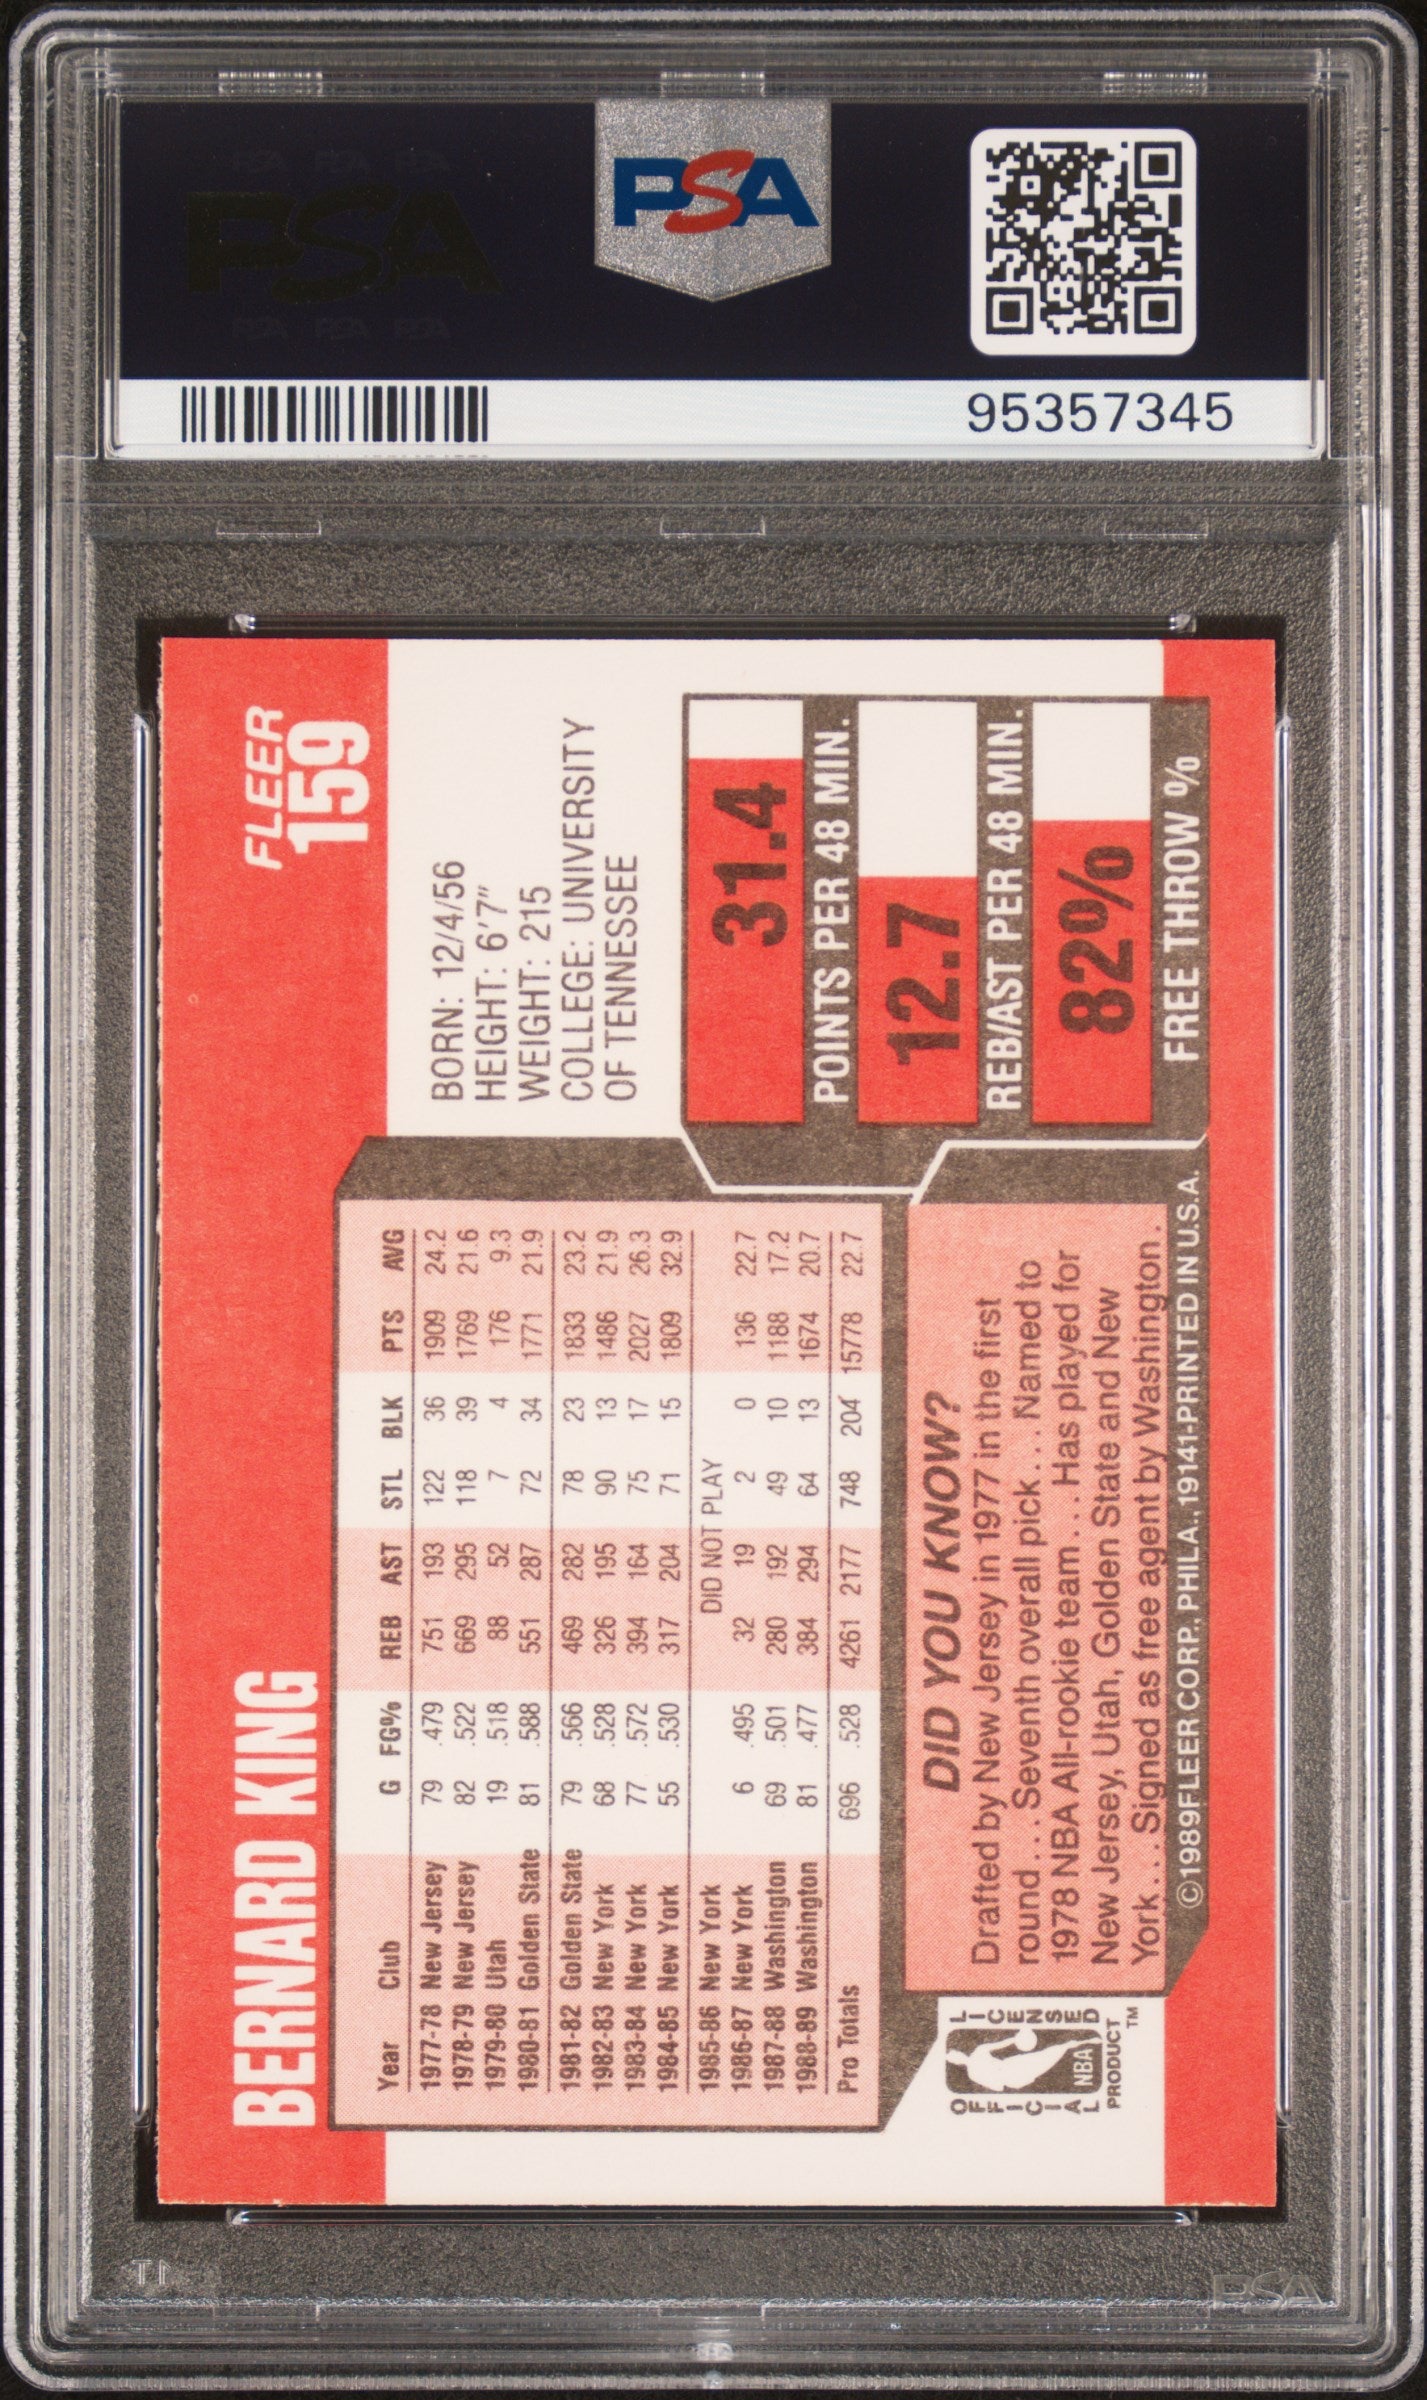 PSA
95357345
BERNARD KING
FLEER
159
BORN: 12/4/56
HEIGHT: 6'7"
WEIGHT: 215
COLLEGE: UNIVERSITY
OF TENNESSEE
Year Club G FG% REB AST STL BLK PTS AVG
1977-78 New Jersey 79 .479 751 193 122 36 1909 24.2
1978-79 New Jersey 82 .522 669 295 118 39 1769 21.6
1979-80 Utah 19 .518 88 52 7 4 176 9.3
1980-81 Golden State 81 .588 551 287 72 34 1771 21.9
1981-82 Golden State 79 .566 469 282 78 23 1833 23.2
1982-83 New York 68 .528 326 195 90 13 1486 21.9
1983-84 New York 77 .572 394 164 75 17 2027 26.3
1984-85 New York 55 .530 317 204 71 15 1809 32.9
1985-86 New York DID NOT PLAY
1986-87 New York 6 .495 32 19 2 0 136 22.7
1987-88 Washington 69 .501 280 192 49 10 1188 17.2
1988-89 Washington 81 .477 384 294 64 13 1674 20.7
Pro Totals 696 .528 4261 2177 748 204 15778 22.7
31.4
POINTS PER 48 MIN.
12.7
REB/AST PER 48 MIN.
82%
FREE THROW %
DID YOU KNOW?
Drafted by New Jersey in 1977 in the first
round . . . Seventh overall pick . . . Named to
1978 NBA All-rookie team . . . Has played for
New Jersey, Utah, Golden State and New
York . . . Signed as free agent by Washington.
OFFICIAL
LICENSED
NBA
PRODUCT
TM
©1989 FLEER CORP., PHILA., 19141-PRINTED IN U.S.A.
PSA